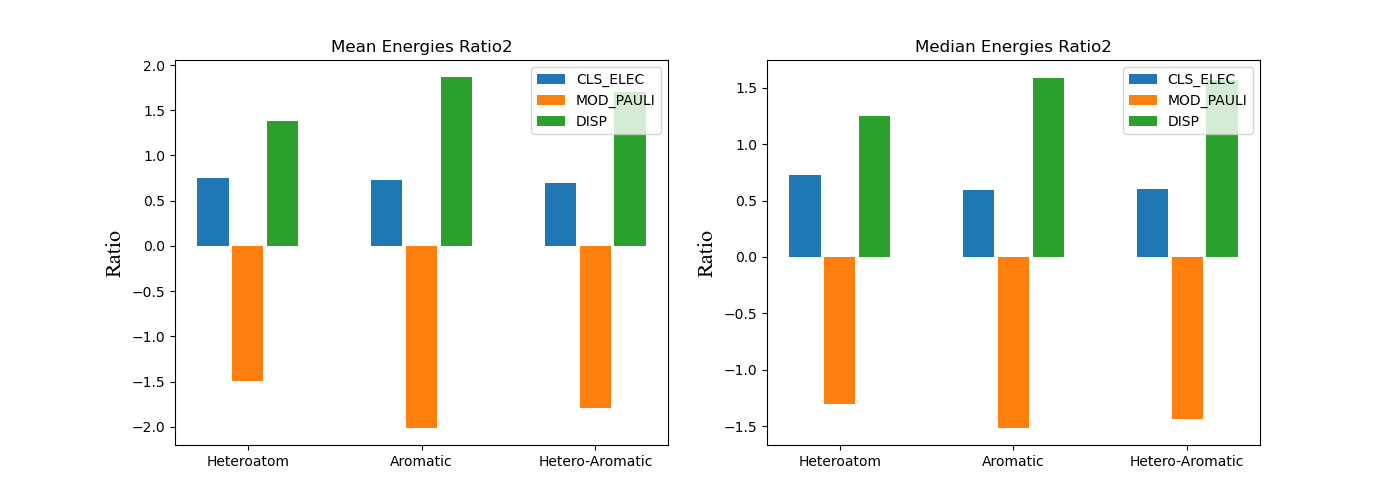 Mean Energies Ratio2
CLS_ELEC
MOD_PAULI
DISP
2.0
1.5
1.0
0.5
0.0
−0.5
−1.0
−1.5
−2.0
Ratio
Heteroatom
Aromatic
Hetero-Aromatic
Median Energies Ratio2
CLS_ELEC
MOD_PAULI
DISP
1.5
1.0
0.5
0.0
−0.5
−1.0
−1.5
Ratio
Heteroatom
Aromatic
Hetero-Aromatic